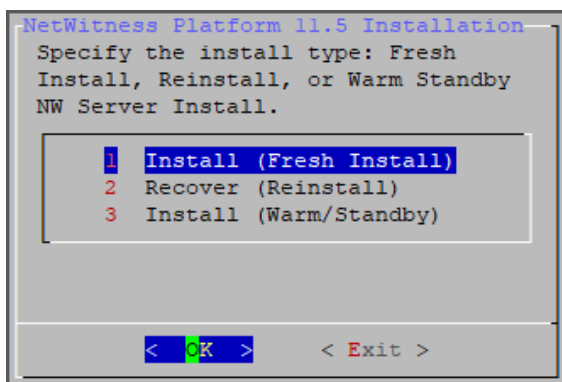 NetWitness Platform 11.5 Installation
Specify the install type: Fresh
Install, Reinstall, or Warm Standby
NW Server Install.
1 Install (Fresh Install)
2 Recover (Reinstall)
3 Install (Warm/Standby)
< OK > < Exit >